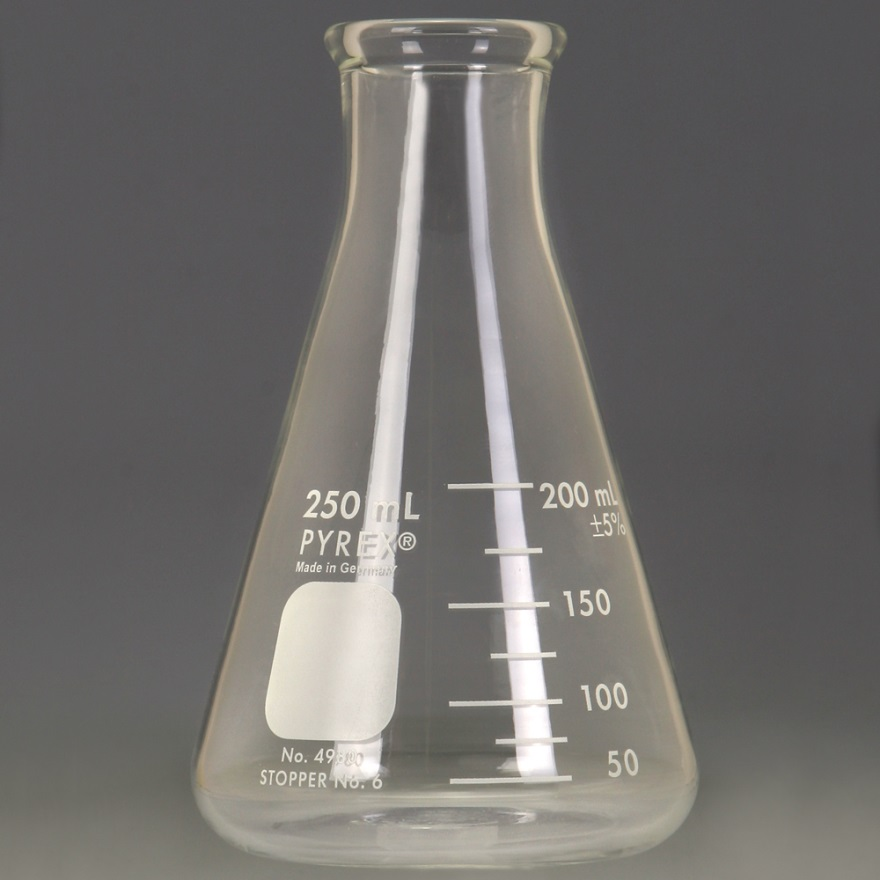 250 mL
PYREX®
Made in Germany
No. 4980
STOPPER No. 6
200 mL
±5%
150
100
50